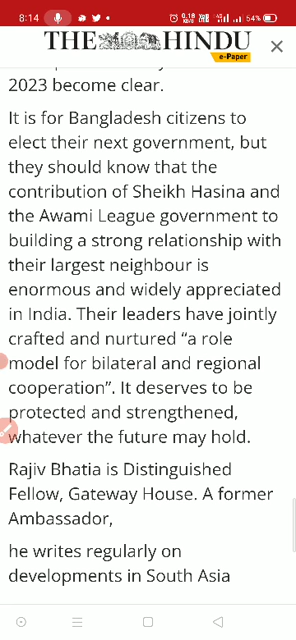 8:14
0.18 KB/S
54%
THE HINDU
e-Paper
2023 become clear.
It is for Bangladesh citizens to
elect their next government, but
they should know that the
contribution of Sheikh Hasina and
the Awami League government to
building a strong relationship with
their largest neighbour is
enormous and widely appreciated
in India. Their leaders have jointly
crafted and nurtured “a role
model for bilateral and regional
cooperation”. It deserves to be
protected and strengthened,
whatever the future may hold.
Rajiv Bhatia is Distinguished
Fellow, Gateway House. A former
Ambassador,
he writes regularly on
developments in South Asia